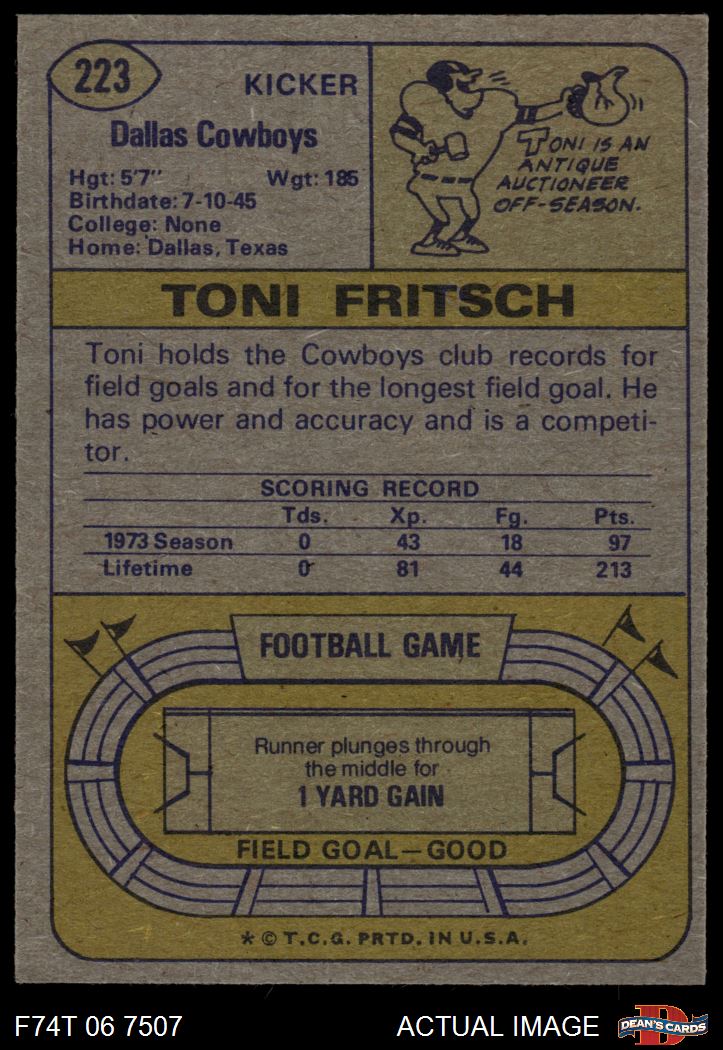 223
KICKER
Dallas Cowboys
Hgt: 5'7" Wgt: 185
Birthdate: 7-10-45
College: None
Home: Dallas, Texas
TONI IS AN
ANTIQUE
AUCTIONEER
OFF-SEASON.
TONI FRITSCH
Toni holds the Cowboys club records for
field goals and for the longest field goal. He
has power and accuracy and is a competi-
tor.
SCORING RECORD
Tds. Xp. Fg. Pts.
1973 Season 0 43 18 97
Lifetime 0 81 44 213
FOOTBALL GAME
Runner plunges through
the middle for
1 YARD GAIN
FIELD GOAL—GOOD
* © T.C.G. PRTD. IN U.S.A.
F74T 06 7507
ACTUAL IMAGE
D
DEAN'S CARDS